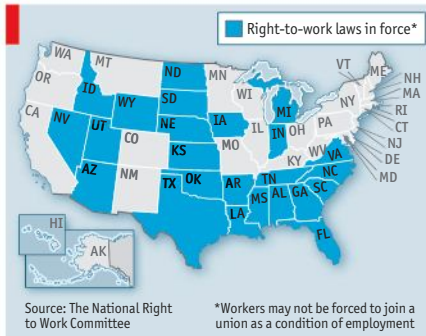 Right-to-work laws in force*
WA
MT
ND
MN
VT
ME
NH
MA
RI
CT
NJ
DE
MD
OR
ID
WY
SD
WI
MI
NY
CA
NV
UT
CO
NE
IA
IL
IN
OH
PA
WV
VA
KS
MO
KY
NC
AZ
NM
TX
OK
AR
TN
SC
LA
MS
AL
GA
FL
HI
AK
Source: The National Right
to Work Committee
*Workers may not be forced to join a
union as a condition of employment